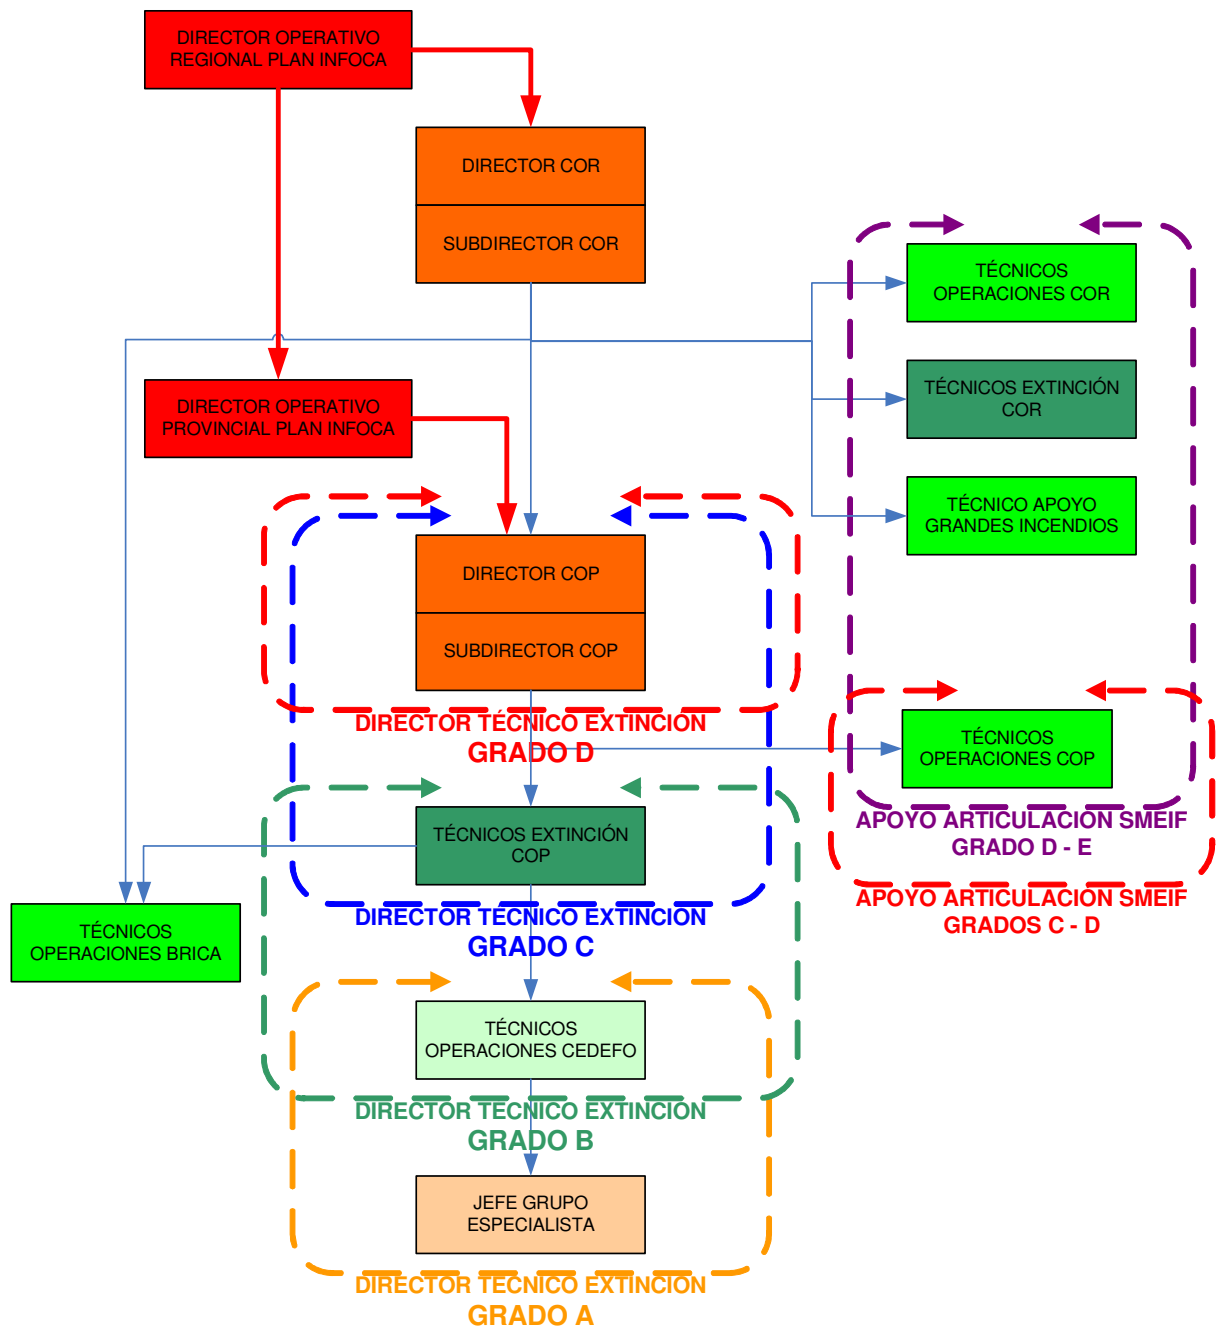 DIRECTOR OPERATIVO
REGIONAL PLAN INFOCA
DIRECTOR COR
SUBDIRECTOR COR
TÉCNICOS
OPERACIONES COR
TÉCNICOS EXTINCIÓN
COR
DIRECTOR OPERATIVO
PROVINCIAL PLAN INFOCA
TÉCNICO APOYO
GRANDES INCENDIOS
DIRECTOR COP
SUBDIRECTOR COP
DIRECTOR TÉCNICO EXTINCIÓN
GRADO D
TÉCNICOS
OPERACIONES COP
APOYO ARTICULACIÓN SMEIF
GRADO D - E
TÉCNICOS EXTINCIÓN
COP
APOYO ARTICULACIÓN SMEIF
GRADOS C - D
DIRECTOR TÉCNICO EXTINCIÓN
GRADO C
TÉCNICOS
OPERACIONES BRICA
TÉCNICOS
OPERACIONES CEDEFO
DIRECTOR TÉCNICO EXTINCIÓN
GRADO B
JEFE GRUPO
ESPECIALISTA
DIRECTOR TÉCNICO EXTINCIÓN
GRADO A